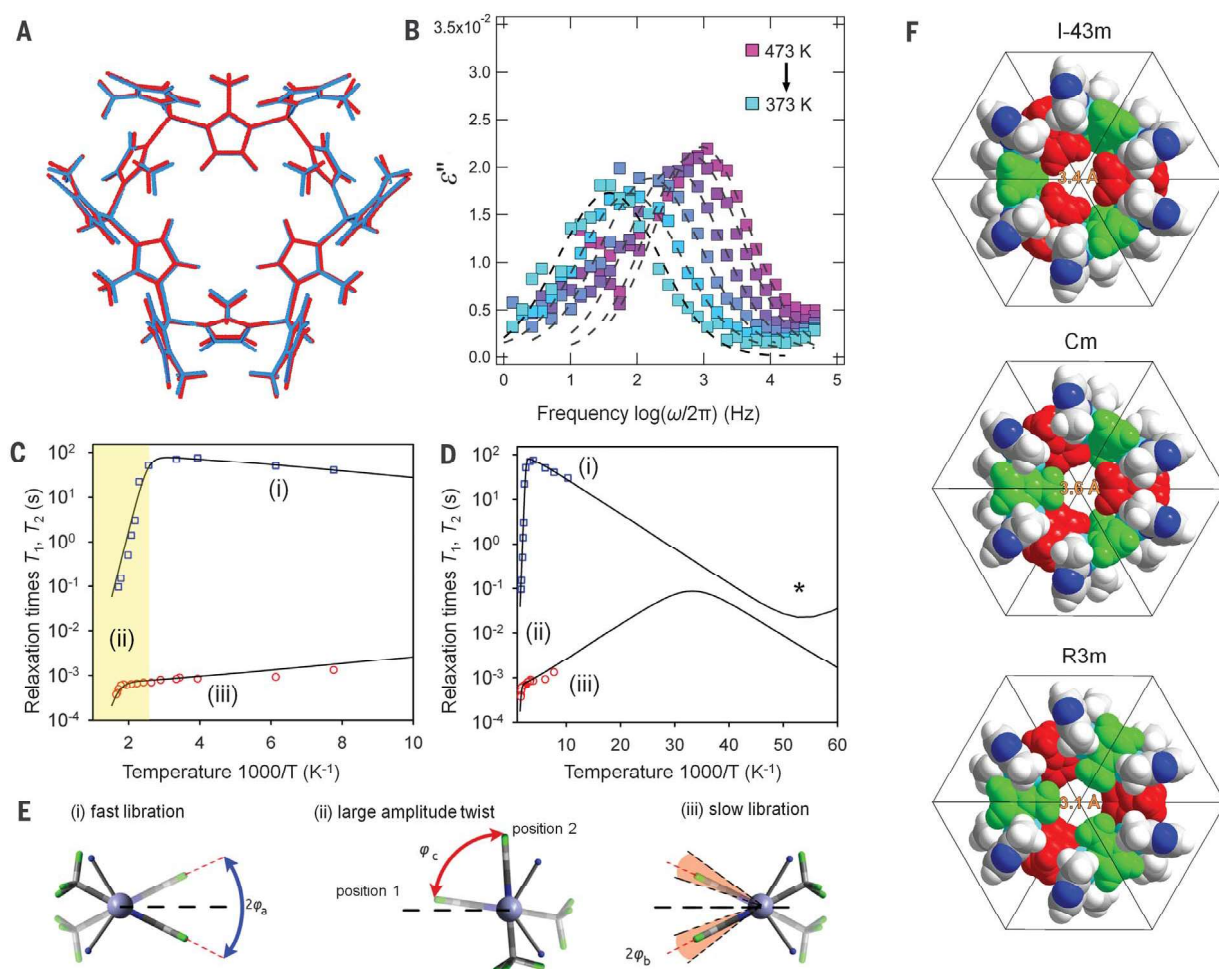 A
B
3.5x10⁻²
3.0
2.5
2.0
1.5
1.0
0.5
0.0
ε''
473 K
373 K
0 1 2 3 4 5
Frequency log(ω/2π) (Hz)
C
Relaxation times T₁, T₂ (s)
10²
10¹
10⁰
10⁻¹
10⁻²
10⁻³
10⁻⁴
(i)
(ii)
(iii)
2 4 6 8 10
Temperature 1000/T (K⁻¹)
D
Relaxation times T₁, T₂ (s)
10²
10¹
10⁰
10⁻¹
10⁻²
10⁻³
10⁻⁴
(i)
*
(ii)
(iii)
10 20 30 40 50 60
Temperature 1000/T (K⁻¹)
E
(i) fast libration
2φₐ
(ii) large amplitude twist
φ_c
position 2
position 1
(iii) slow libration
2φ_b
F
I-43m
3.4 Å
Cm
3.6 Å
R3m
3.1 Å